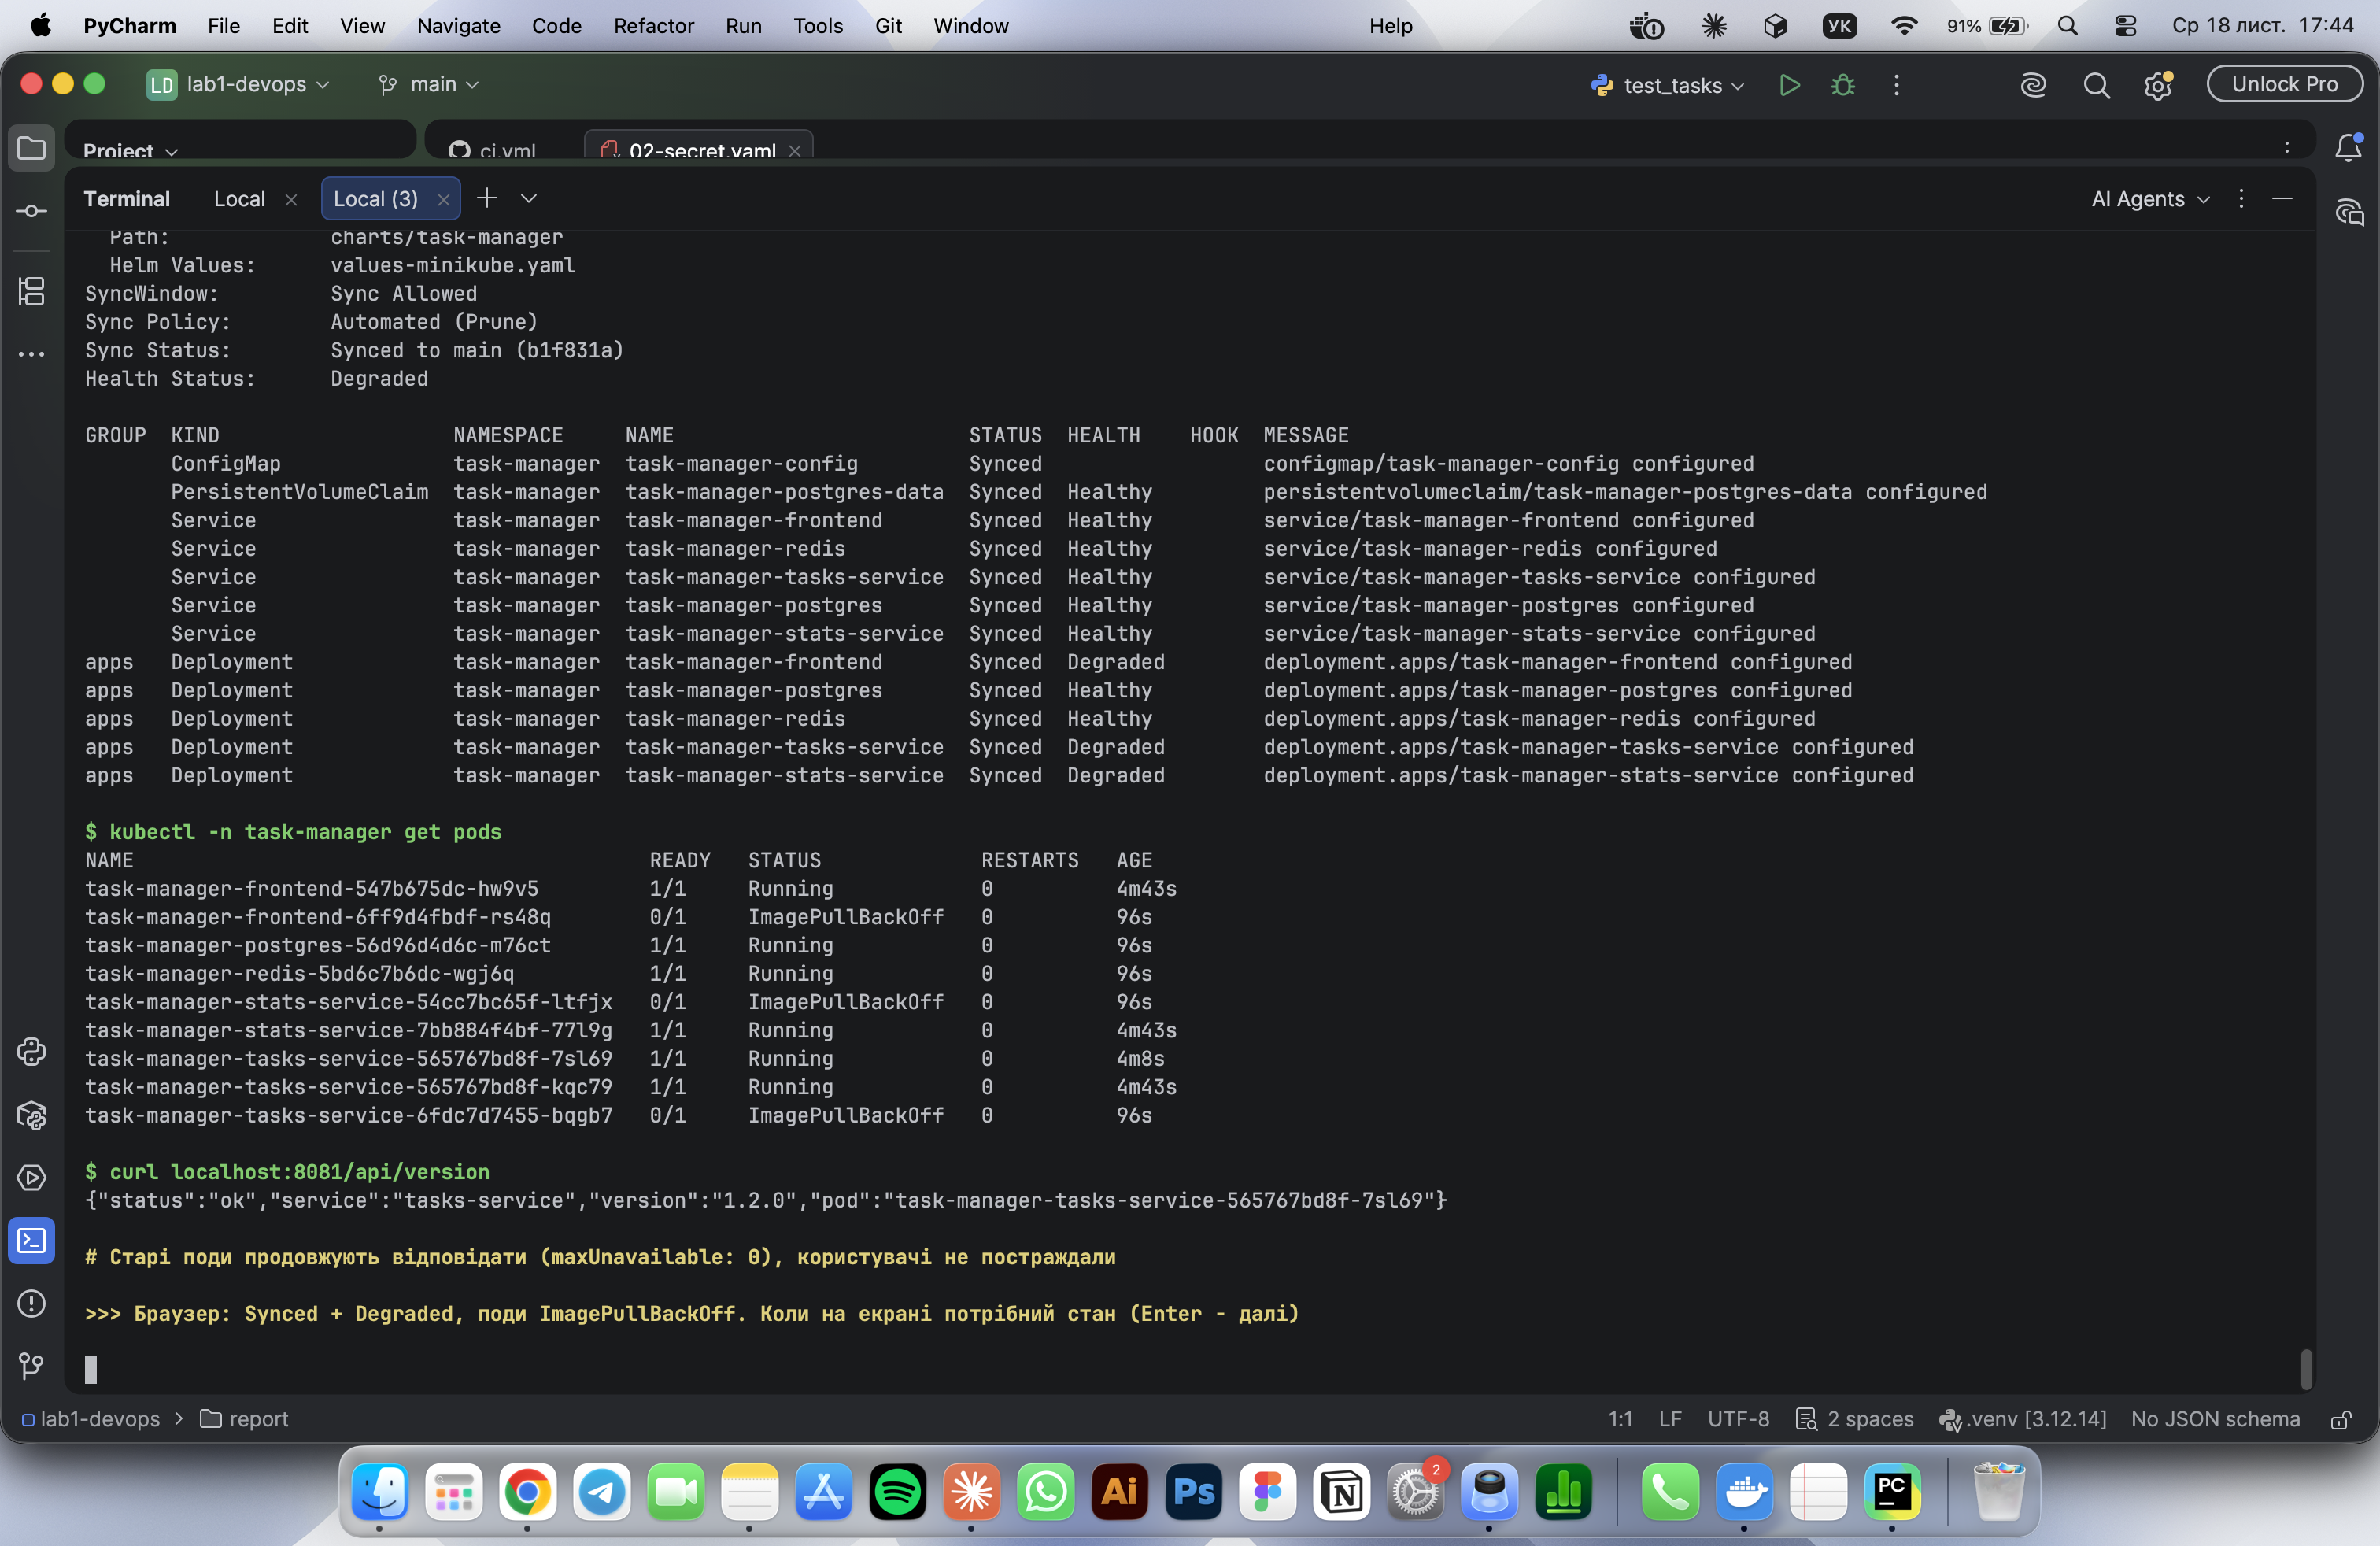 PyCharm File Edit View Navigate Code Refactor Run Tools Git Window Help УК 91% Ср 18 лист. 17:44
LD lab1-devops main test_tasks Unlock Pro
Project ci.yml 02-secret.yaml
Terminal Local Local (3) AI Agents
Path: charts/task-manager
Helm Values: values-minikube.yaml
SyncWindow: Sync Allowed
Sync Policy: Automated (Prune)
Sync Status: Synced to main (b1f831a)
Health Status: Degraded
GROUP KIND NAMESPACE NAME STATUS HEALTH HOOK MESSAGE
ConfigMap task-manager task-manager-config Synced configmap/task-manager-config configured
PersistentVolumeClaim task-manager task-manager-postgres-data Synced Healthy persistentvolumeclaim/task-manager-postgres-data configured
Service task-manager task-manager-frontend Synced Healthy service/task-manager-frontend configured
Service task-manager task-manager-redis Synced Healthy service/task-manager-redis configured
Service task-manager task-manager-tasks-service Synced Healthy service/task-manager-tasks-service configured
Service task-manager task-manager-postgres Synced Healthy service/task-manager-postgres configured
Service task-manager task-manager-stats-service Synced Healthy service/task-manager-stats-service configured
apps Deployment task-manager task-manager-frontend Synced Degraded deployment.apps/task-manager-frontend configured
apps Deployment task-manager task-manager-postgres Synced Healthy deployment.apps/task-manager-postgres configured
apps Deployment task-manager task-manager-redis Synced Healthy deployment.apps/task-manager-redis configured
apps Deployment task-manager task-manager-tasks-service Synced Degraded deployment.apps/task-manager-tasks-service configured
apps Deployment task-manager task-manager-stats-service Synced Degraded deployment.apps/task-manager-stats-service configured
$ kubectl -n task-manager get pods
NAME READY STATUS RESTARTS AGE
task-manager-frontend-547b675dc-hw9v5 1/1 Running 0 4m43s
task-manager-frontend-6ff9d4fbdf-rs48q 0/1 ImagePullBackOff 0 96s
task-manager-postgres-56d96d4d6c-m76ct 1/1 Running 0 96s
task-manager-redis-5bd6c7b6dc-wgj6q 1/1 Running 0 96s
task-manager-stats-service-54cc7bc65f-ltfjx 0/1 ImagePullBackOff 0 96s
task-manager-stats-service-7bb884f4bf-77l9g 1/1 Running 0 4m43s
task-manager-tasks-service-565767bd8f-7sl69 1/1 Running 0 4m8s
task-manager-tasks-service-565767bd8f-kqc79 1/1 Running 0 4m43s
task-manager-tasks-service-6fdc7d7455-bqgb7 0/1 ImagePullBackOff 0 96s
$ curl localhost:8081/api/version
{"status":"ok","service":"tasks-service","version":"1.2.0","pod":"task-manager-tasks-service-565767bd8f-7sl69"}
# Старі поди продовжують відповідати (maxUnavailable: 0), користувачі не постраждали
>>> Браузер: Synced + Degraded, поди ImagePullBackOff. Коли на екрані потрібний стан (Enter - далі)
lab1-devops > report 1:1 LF UTF-8 2 spaces .venv [3.12.14] No JSON schema
Ai Ps 2 PC